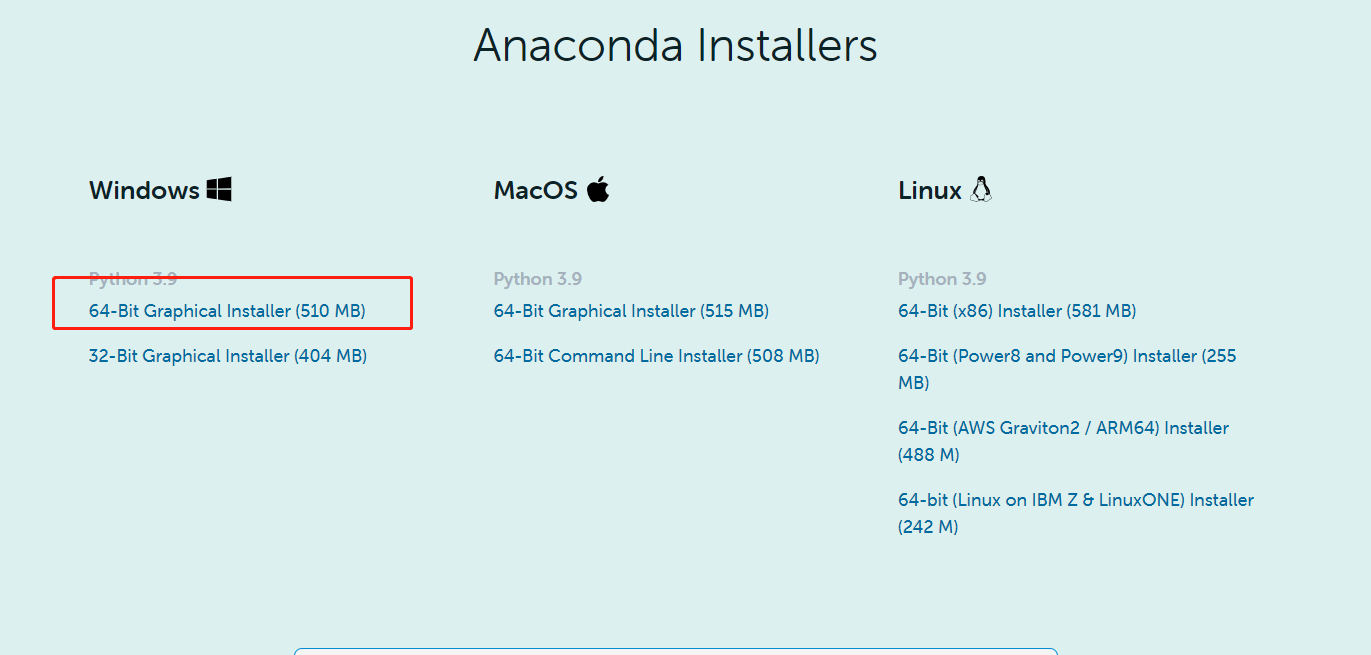 Anaconda Installers
Windows
Python 3.9
64-Bit Graphical Installer (510 MB)
32-Bit Graphical Installer (404 MB)
MacOS
Python 3.9
64-Bit Graphical Installer (515 MB)
64-Bit Command Line Installer (508 MB)
Linux
Python 3.9
64-Bit (x86) Installer (581 MB)
64-Bit (Power8 and Power9) Installer (255
MB)
64-Bit (AWS Graviton2 / ARM64) Installer
(488 M)
64-bit (Linux on IBM Z & LinuxONE) Installer
(242 M)